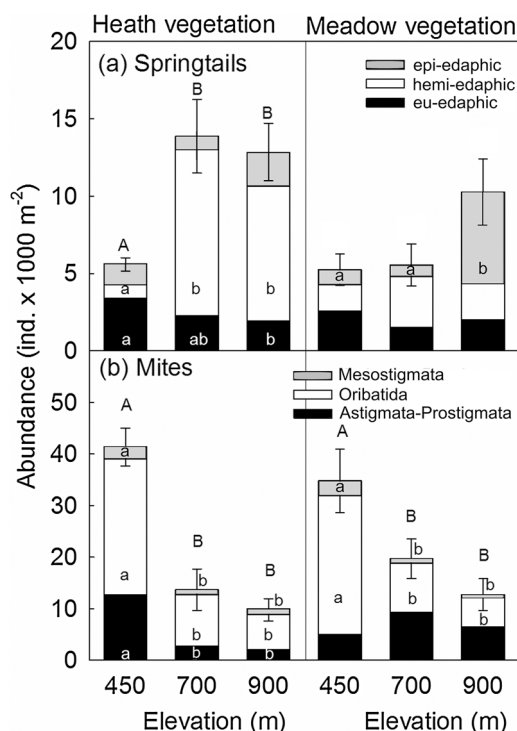 Heath vegetation Meadow vegetation
20
(a) Springtails
epi-edaphic
hemi-edaphic
eu-edaphic
15
10
5
0
A
a
a
B
b
ab
B
b
b
a
a
b
Abundance (ind. x 1000 m⁻²)
(b) Mites
Mesostigmata
Oribatida
Astigmata-Prostigmata
50
40
30
20
10
0
A
a
a
a
B
b
b
b
B
b
b
b
A
a
a
B
b
b
B
b
b
450 700 900 450 700 900
Elevation (m) Elevation (m)